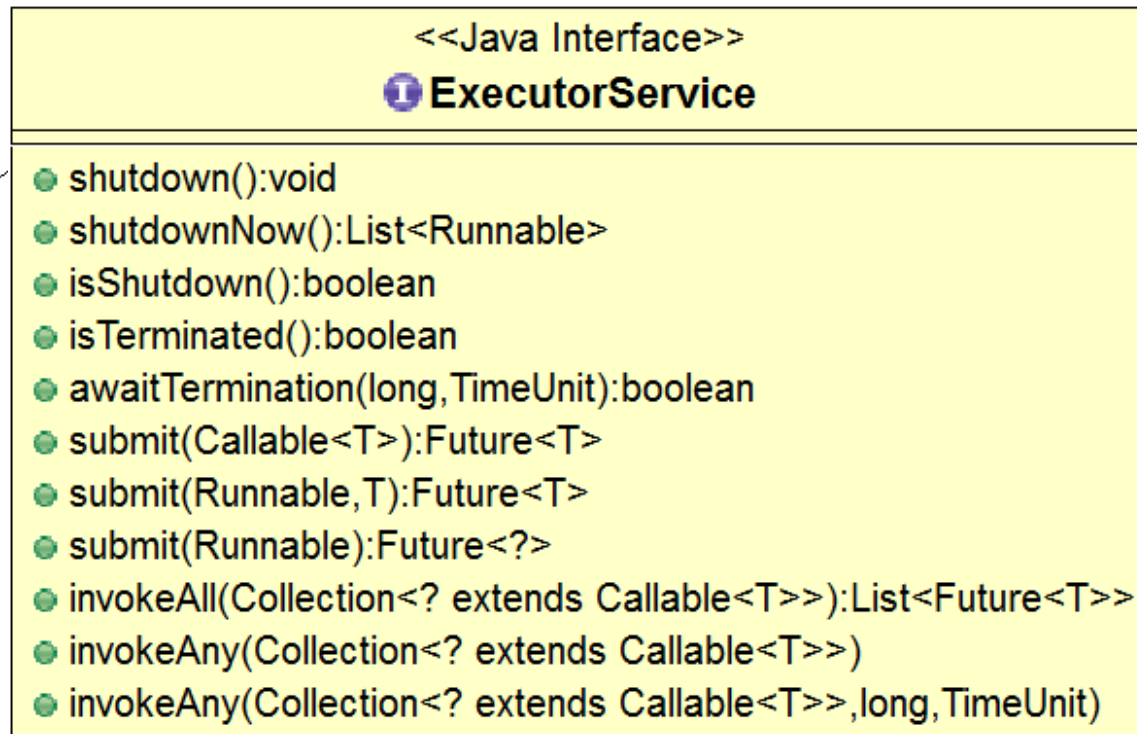 <<Java Interface>>
I ExecutorService
shutdown():void
shutdownNow():List<Runnable>
isShutdown():boolean
isTerminated():boolean
awaitTermination(long,TimeUnit):boolean
submit(Callable<T>):Future<T>
submit(Runnable,T):Future<T>
submit(Runnable):Future<?>
invokeAll(Collection<? extends Callable<T>>):List<Future<T>>
invokeAny(Collection<? extends Callable<T>>)
invokeAny(Collection<? extends Callable<T>>,long,TimeUnit)